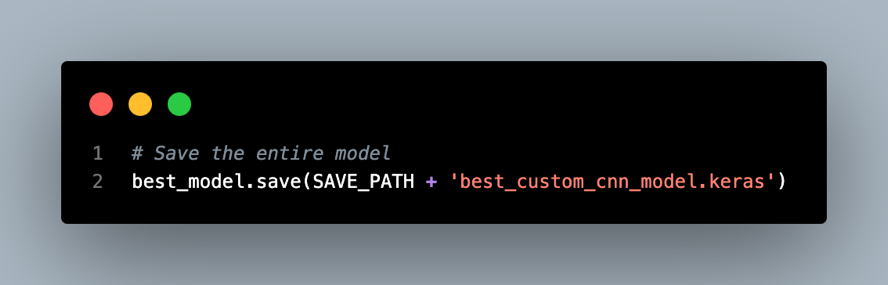 1 # Save the entire model
2 best_model.save(SAVE_PATH + 'best_custom_cnn_model.keras')